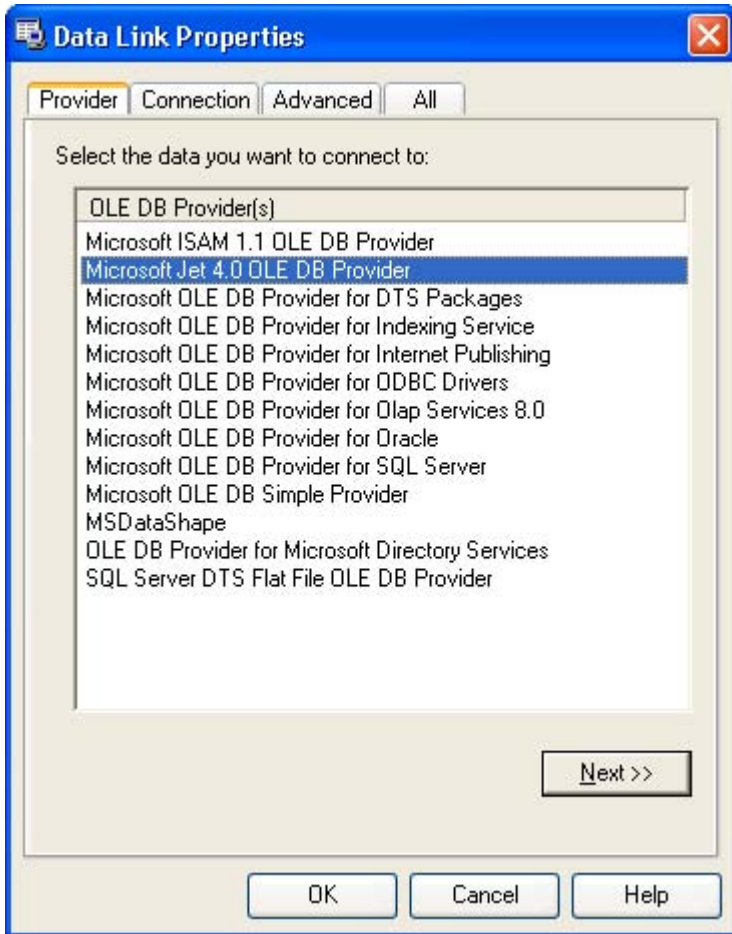 Data Link Properties
Provider Connection Advanced All
Select the data you want to connect to:
OLE DB Provider(s)
Microsoft ISAM 1.1 OLE DB Provider
Microsoft Jet 4.0 OLE DB Provider
Microsoft OLE DB Provider for DTS Packages
Microsoft OLE DB Provider for Indexing Service
Microsoft OLE DB Provider for Internet Publishing
Microsoft OLE DB Provider for ODBC Drivers
Microsoft OLE DB Provider for Olap Services 8.0
Microsoft OLE DB Provider for Oracle
Microsoft OLE DB Provider for SQL Server
Microsoft OLE DB Simple Provider
MSDataShape
OLE DB Provider for Microsoft Directory Services
SQL Server DTS Flat File OLE DB Provider
Next >>
OK Cancel Help